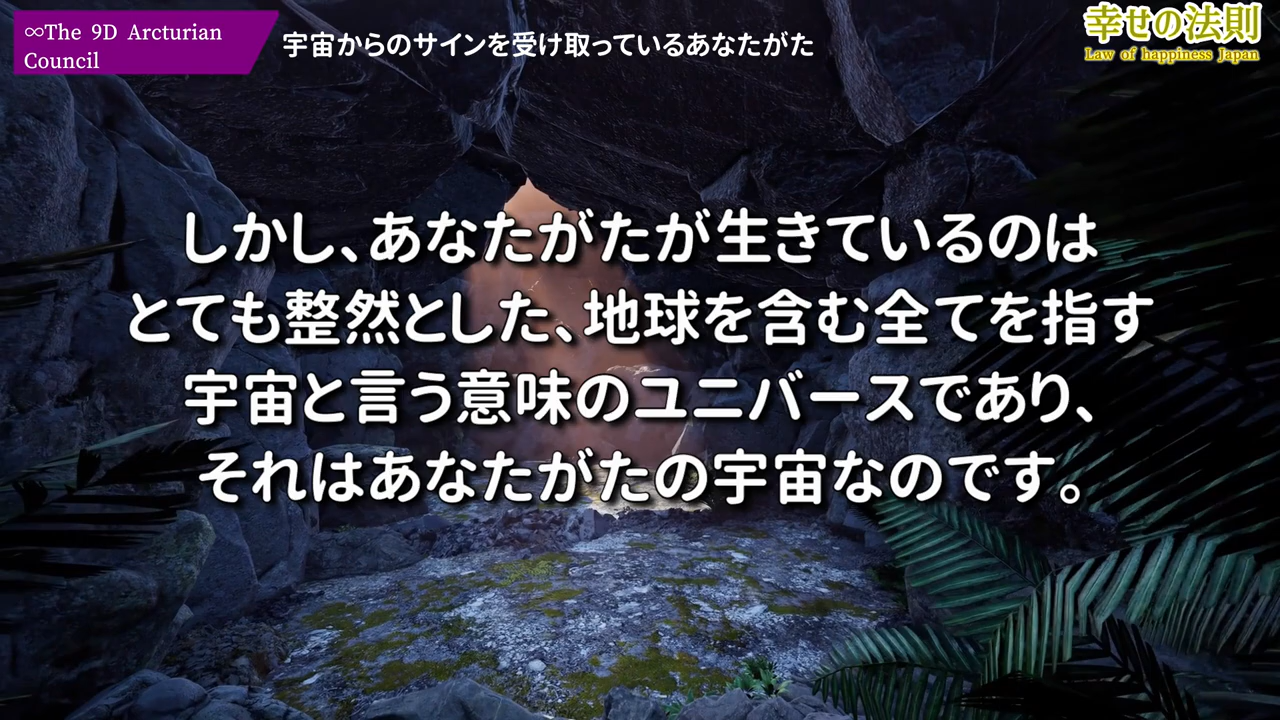 ∞The 9D Arcturian
Council
宇宙からのサインを受け取っているあなたがた
幸せの法則
Law of happiness Japan
しかし、あなたがたが生きているのは
とても整然とした、地球を含む全てを指す
宇宙と言う意味のユニバースであり、
それはあなたがたの宇宙なのです。